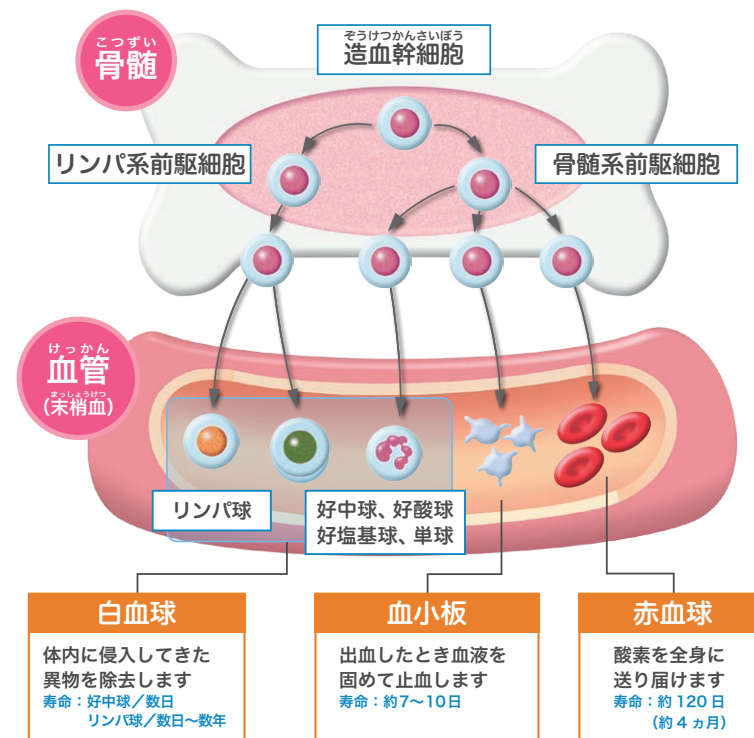 こつずい
骨髄
ぞうけつかんさいぼう
造血幹細胞
リンパ系前駆細胞
骨髄系前駆細胞
けっかん
血管
まっしょうけつ
(末梢血)
リンパ球
好中球、好酸球
好塩基球、単球
白血球
体内に侵入してきた
異物を除去します
寿命：好中球／数日
リンパ球／数日～数年
血小板
出血したとき血液を
固めて止血します
寿命：約7～10日
赤血球
酸素を全身に
送り届けます
寿命：約 120 日
（約 4 ヵ月）